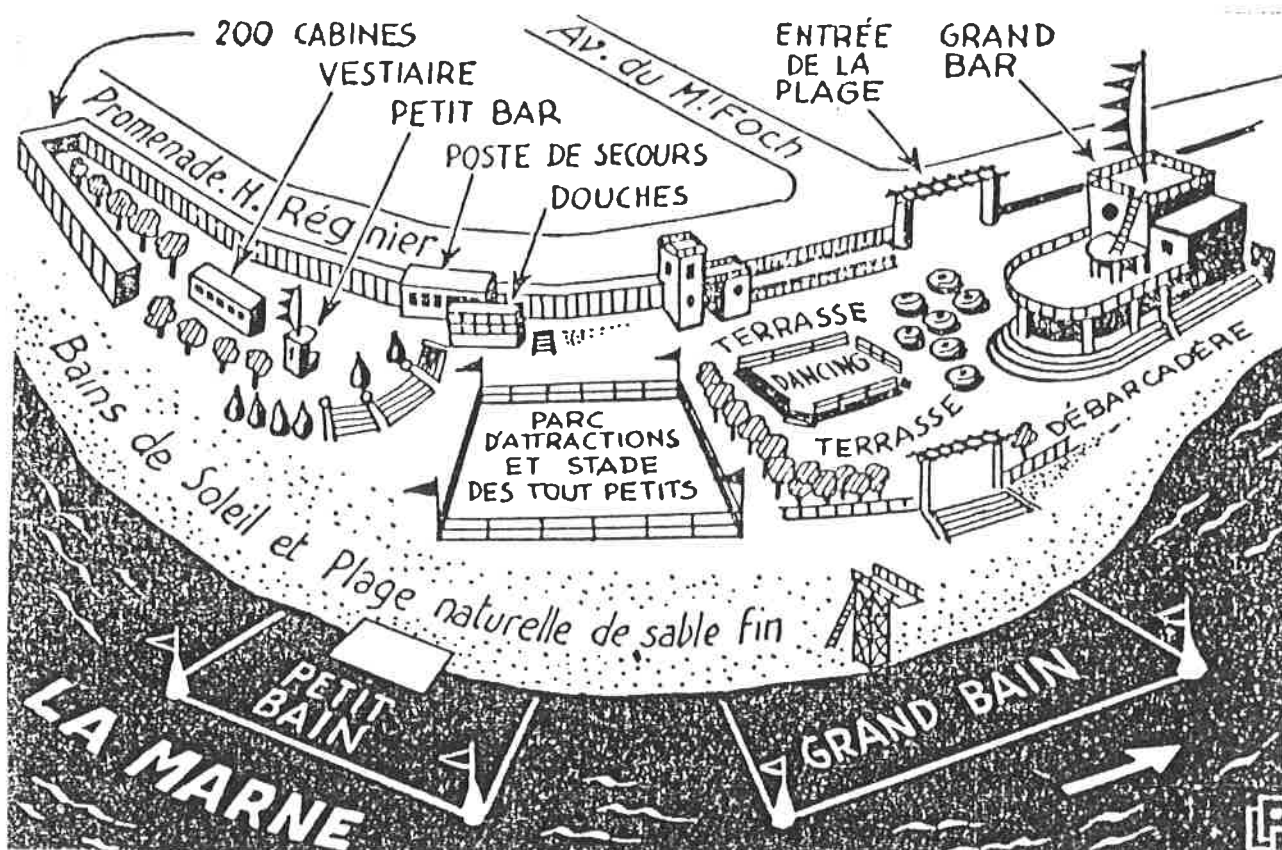 200 CABINES
VESTIAIRE
PETIT BAR
POSTE DE SECOURS
DOUCHES
Av. du Mt Foch
ENTRÉE
DE LA
PLAGE
GRAND
BAR
Promenade. H. Régnier
TERRASSE
DANCING
TERRASSE
DÉBARCADÈRE
PARC
D'ATTRACTIONS
ET STADE
DES TOUT PETITS
Bains de Soleil et Plage naturelle de sable fin
PETIT
BAIN
GRAND BAIN
LA MARNE